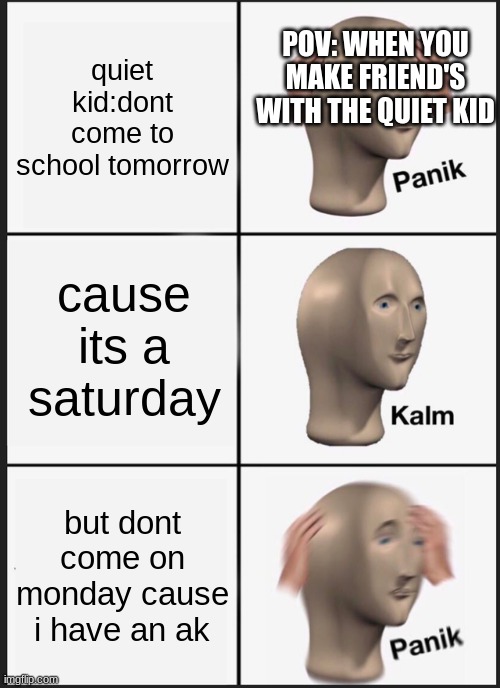 quiet
kid:dont
come to
school tomorrow
POV: WHEN YOU
MAKE FRIEND'S
WITH THE QUIET KID
Panik
cause
its a
saturday
Kalm
but dont
come on
monday cause
i have an ak
Panik
imgflip.com